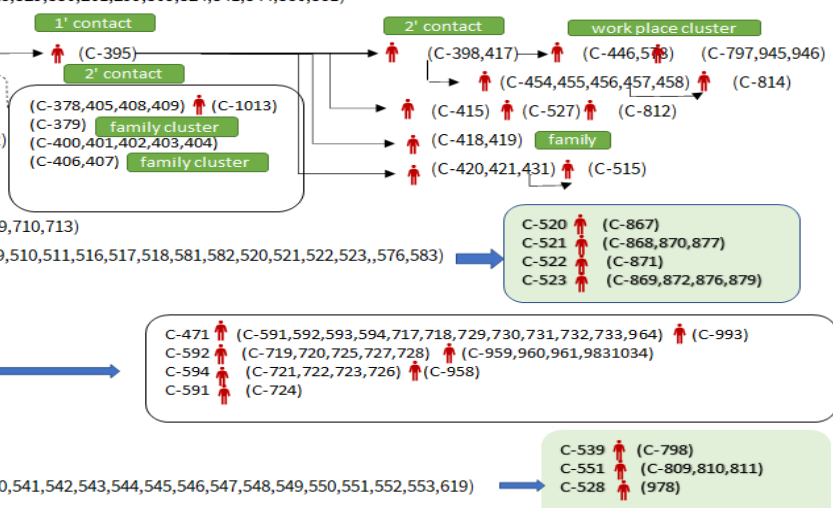 1' contact
2' contact
work place cluster
(C-395)
(C-398,417)
(C-797,945,946)
2' contact
(C-454,455,456,457,458)
(C-814)
(C-378,405,408,409) (C-1013)
(C-415) (C-527) (C-812)
(C-379) family cluster
(C-400,401,402,403,404)
(C-418,419) family
(C-406,407) family cluster
(C-420,421,431) (C-515)
9,710,713)
9,510,511,516,517,518,581,582,520,521,522,523,,576,583)
C-520 (C-867)
C-521 (C-868,870,877)
C-522 (C-871)
C-523 (C-869,872,876,879)
C-471 (C-591,592,593,594,717,718,729,730,731,732,733,964) (C-993)
C-592 (C-719,720,725,727,728) (C-959,960,961,9831034)
C-594 (C-721,722,723,726) (C-958)
C-591 (C-724)
0,541,542,543,544,545,546,547,548,549,550,551,552,553,619)
C-539 (C-798)
C-551 (C-809,810,811)
C-528 (978)